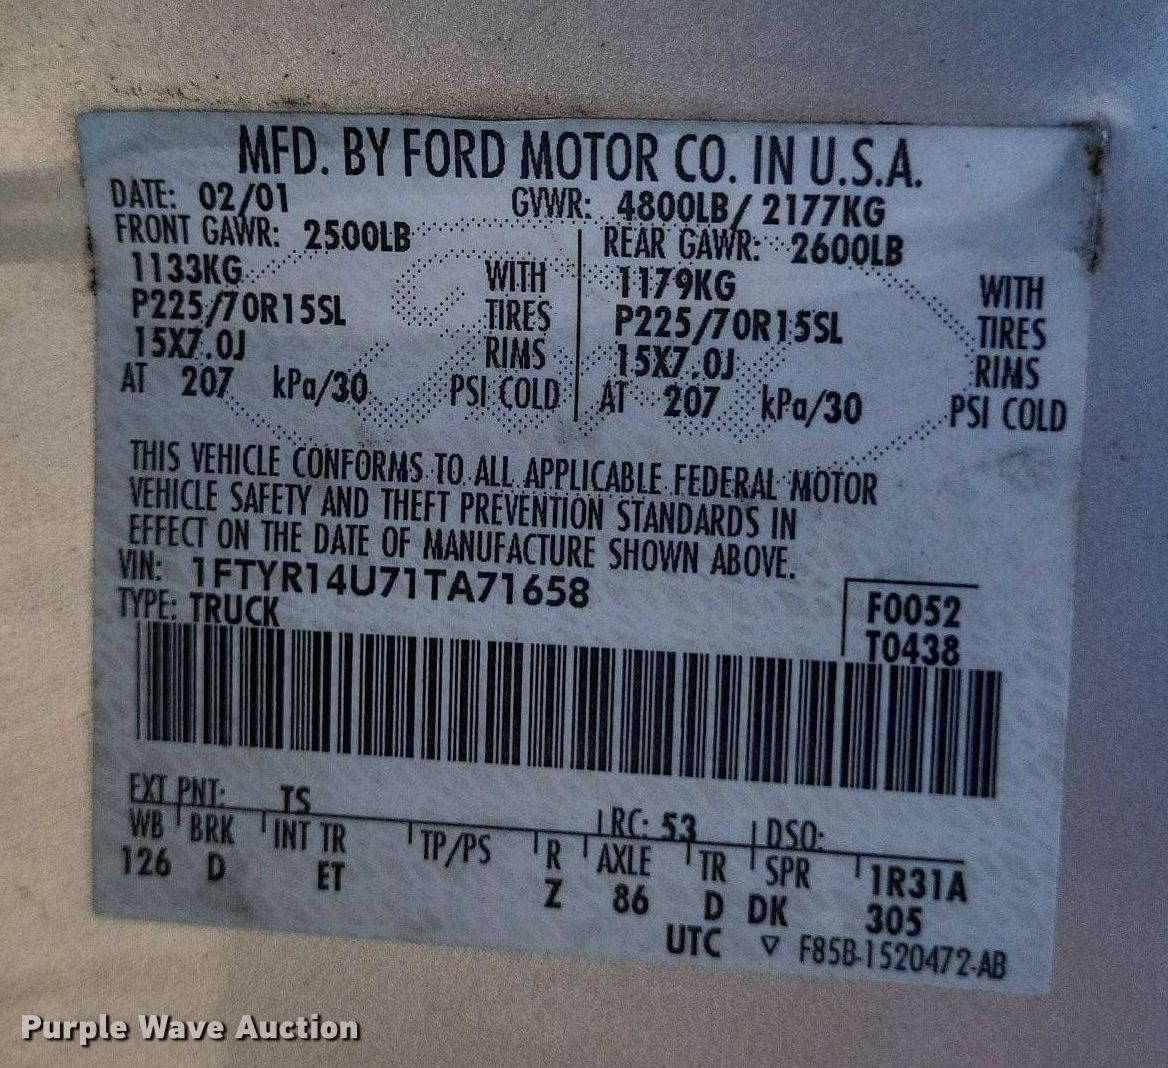 MFD. BY FORD MOTOR CO. IN U.S.A.
DATE: 02/01 GVWR: 4800LB/ 2177KG
FRONT GAWR: 2500LB REAR GAWR: 2600LB
1133KG WITH 1179KG WITH
P225/70R15SL TIRES P225/70R15SL TIRES
15X7.0J RIMS 15X7.0J RIMS
AT 207 kPa/30 PSI COLD AT 207 kPa/30 PSI COLD
THIS VEHICLE CONFORMS TO ALL APPLICABLE FEDERAL MOTOR
VEHICLE SAFETY AND THEFT PREVENTION STANDARDS IN
EFFECT ON THE DATE OF MANUFACTURE SHOWN ABOVE.
VIN: 1FTYR14U71TA71658
TYPE: TRUCK
F0052
T0438
EXT PNT: TS RC: 53 DSO:
WB BRK INT TR TP/PS R AXLE TR SPR 1R31A
126 D ET Z 86 D DK 305
UTC ▽ F85B-1520472-AB
Purple Wave Auction